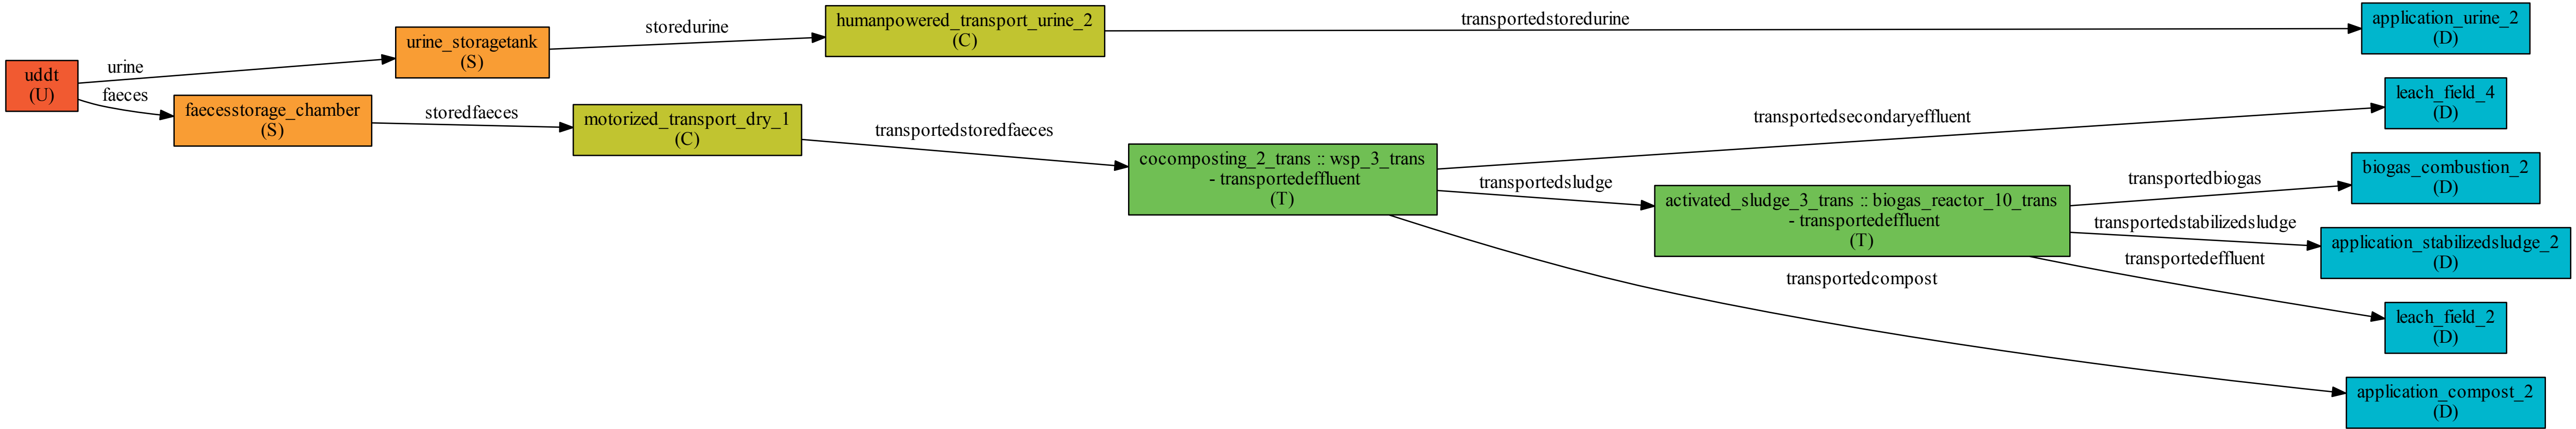 uddt
(U)
urine
faeces
urine_storagetank
(S)
faecesstorage_chamber
(S)
storedurine
storedfaeces
humanpowered_transport_urine_2
(C)
motorized_transport_dry_1
(C)
transportedstoredurine
transportedstoredfaeces
cocomposting_2_trans :: wsp_3_trans
- transportedeffluent
(T)
transportedsecondaryeffluent
transportedsludge
transportedcompost
activated_sludge_3_trans :: biogas_reactor_10_trans
- transportedeffluent
(T)
transportedbiogas
transportedstabilizedsludge
transportedeffluent
application_urine_2
(D)
leach_field_4
(D)
biogas_combustion_2
(D)
application_stabilizedsludge_2
(D)
leach_field_2
(D)
application_compost_2
(D)